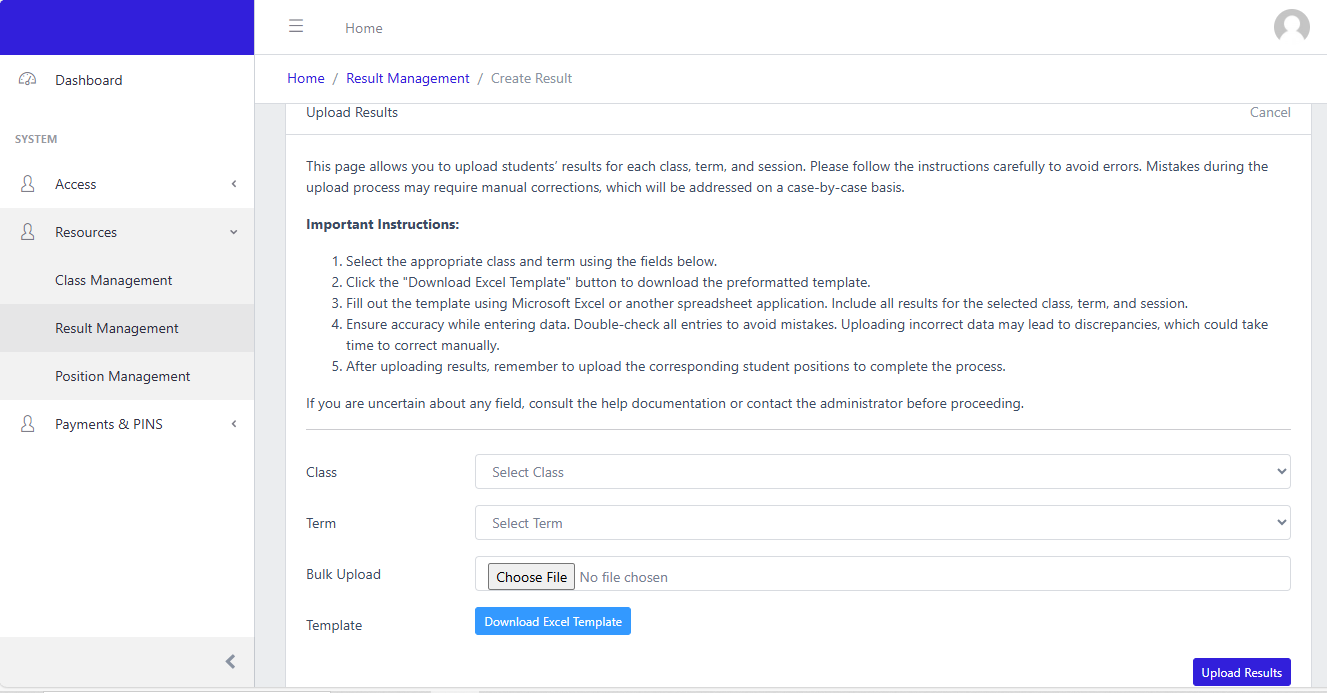 Home
Dashboard
Home / Result Management / Create Result
Upload Results
Cancel
SYSTEM
This page allows you to upload students’ results for each class, term, and session. Please follow the instructions carefully to avoid errors. Mistakes during the
upload process may require manual corrections, which will be addressed on a case-by-case basis.
Access
Important Instructions:
Resources
1. Select the appropriate class and term using the fields below.
2. Click the "Download Excel Template" button to download the preformatted template.
3. Fill out the template using Microsoft Excel or another spreadsheet application. Include all results for the selected class, term, and session.
4. Ensure accuracy while entering data. Double-check all entries to avoid mistakes. Uploading incorrect data may lead to discrepancies, which could take
time to correct manually.
5. After uploading results, remember to upload the corresponding student positions to complete the process.
Class Management
Result Management
Position Management
Payments & PINS
If you are uncertain about any field, consult the help documentation or contact the administrator before proceeding.
Class
Select Class
Term
Select Term
Bulk Upload
Choose File No file chosen
Template
Download Excel Template
Upload Results